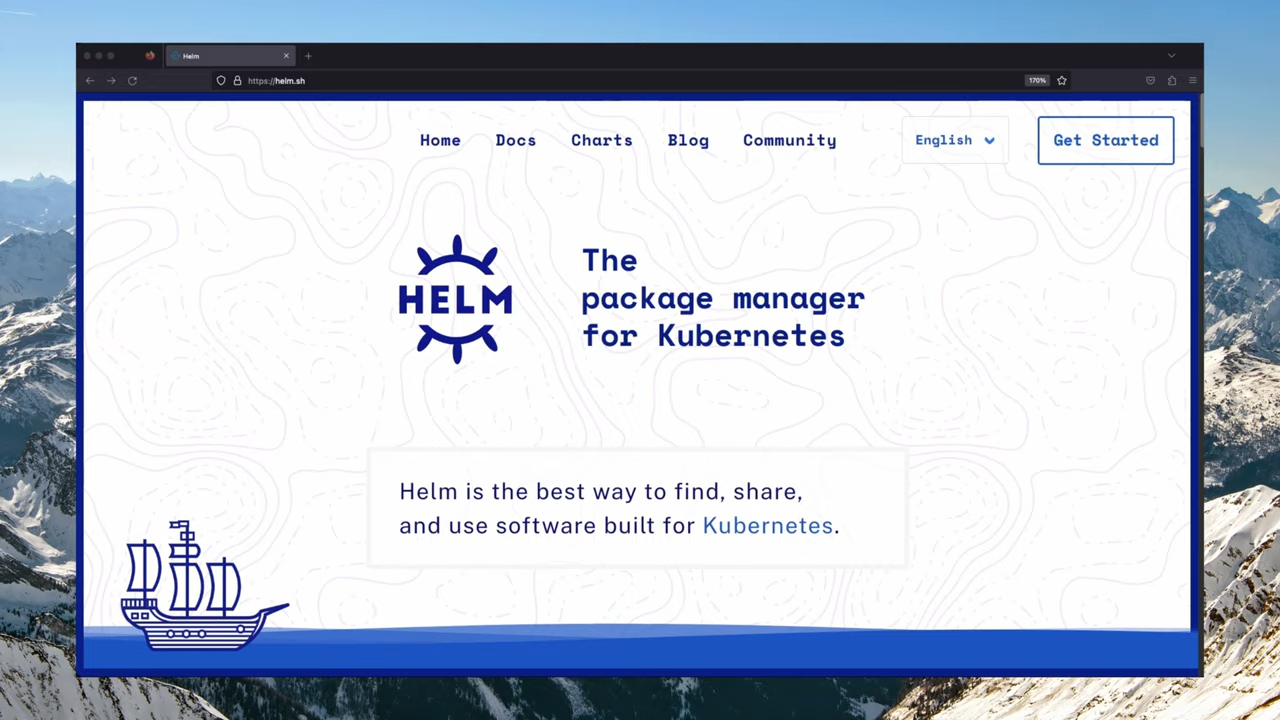 Helm
https://helm.sh
170%
Home Docs Charts Blog Community English Get Started
HELM
The
package manager
for Kubernetes
Helm is the best way to find, share,
and use software built for Kubernetes.